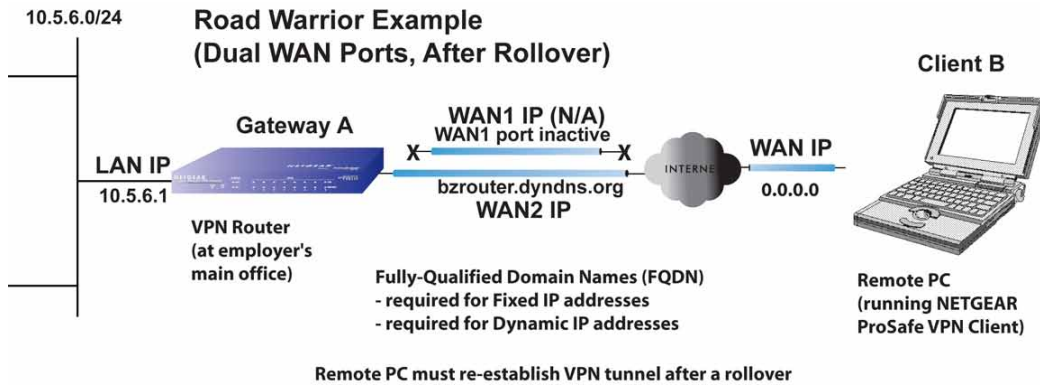 10.5.6.0/24
Road Warrior Example
(Dual WAN Ports, After Rollover)
Client B
Gateway A
WAN1 IP (N/A)
WAN1 port inactive
X
X
LAN IP
10.5.6.1
NETGEAR
NETGEAR
bzrouter.dyndns.org
WAN2 IP
INTERNE
WAN IP
0.0.0.0
VPN Router
(at employer's
main office)
Fully-Qualified Domain Names (FQDN)
- required for Fixed IP addresses
- required for Dynamic IP addresses
Remote PC
(running NETGEAR
ProSafe VPN Client)
Remote PC must re-establish VPN tunnel after a rollover